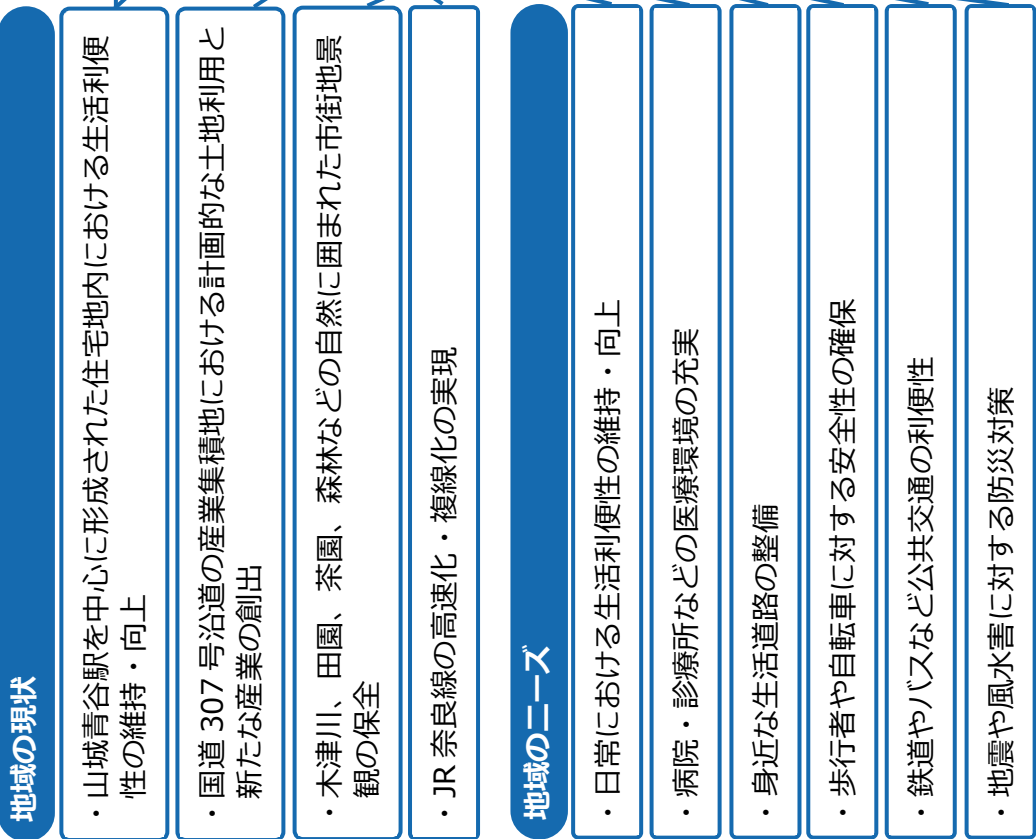 地域の現状
・山城青谷駅を中心に形成された住宅地内における生活利便
性の維持・向上
・国道 307 号沿道の産業集積地における計画的な土地利用と
新たな産業の創出
・木津川、田園、茶園、森林などの自然に囲まれた市街地景
観の保全
・JR 奈良線の高速化・複線化の実現
地域のニーズ
・日常における生活利便性の維持・向上
・病院・診療所などの医療環境の充実
・身近な生活道路の整備
・歩行者や自転車に対する安全性の確保
・鉄道やバスなど公共交通の利便性
・地震や風水害に対する防災対策